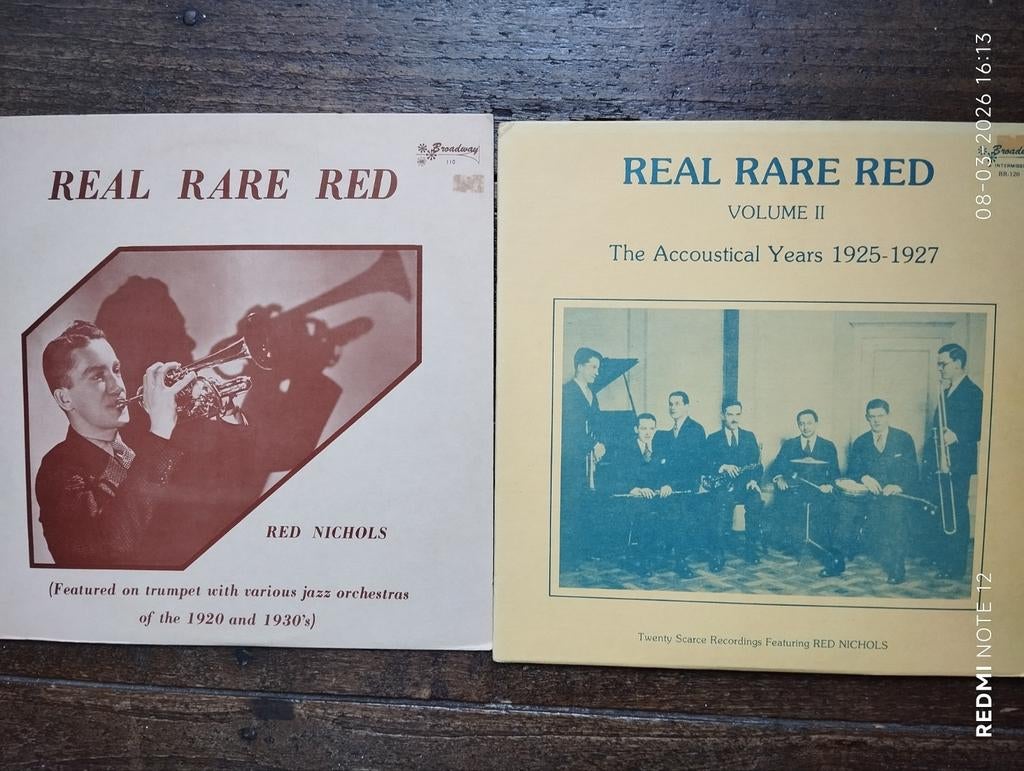 Broadway
110
REAL RARE RED
RED NICHOLS
(Featured on trumpet with various jazz orchestras
of the 1920 and 1930's)
REAL RARE RED
VOLUME II
The Accoustical Years 1925-1927
BR-120
Twenty Scarce Recordings Featuring RED NICHOLS
08-03-2026 16:13
REDMI NOTE 12